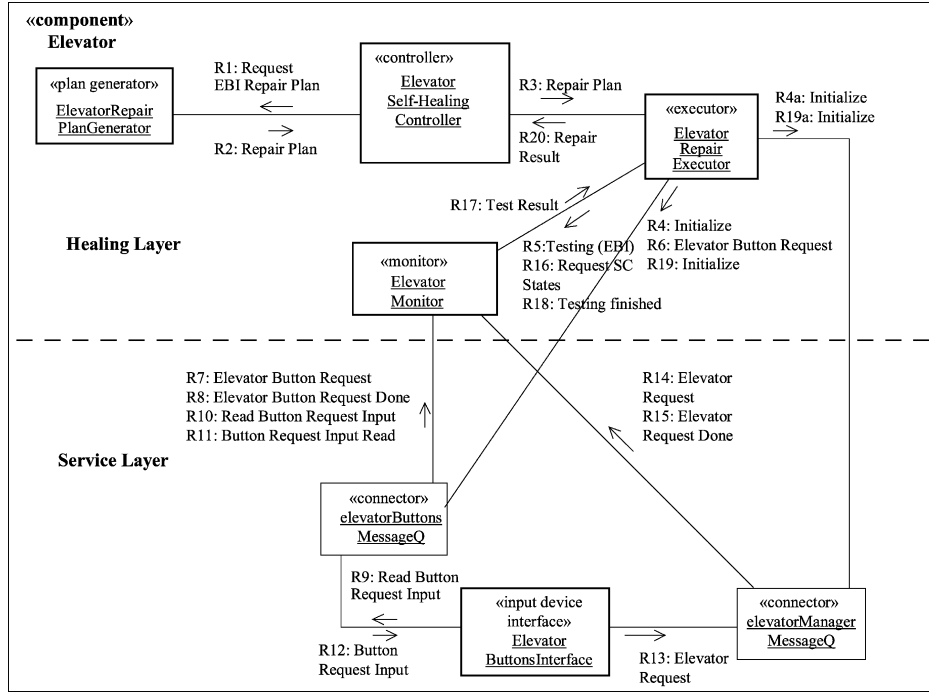 «component»
Elevator
«plan generator»
ElevatorRepair
PlanGenerator
R1: Request
EBI Repair Plan
R2: Repair Plan
«controller»
Elevator
Self-Healing
Controller
R3: Repair Plan
R20: Repair
Result
«executor»
Elevator
Repair
Executor
R4a: Initialize
R19a: Initialize
R17: Test Result
R4: Initialize
R6: Elevator Button Request
R19: Initialize
Healing Layer
«monitor»
Elevator
Monitor
R5:Testing (EBI)
R16: Request SC
States
R18: Testing finished
R7: Elevator Button Request
R8: Elevator Button Request Done
R10: Read Button Request Input
R11: Button Request Input Read
R14: Elevator
Request
R15: Elevator
Request Done
Service Layer
«connector»
elevatorButtons
MessageQ
R9: Read Button
Request Input
R12: Button
Request Input
«input device
interface»
Elevator
ButtonsInterface
R13: Elevator
Request
«connector»
elevatorManager
MessageQ